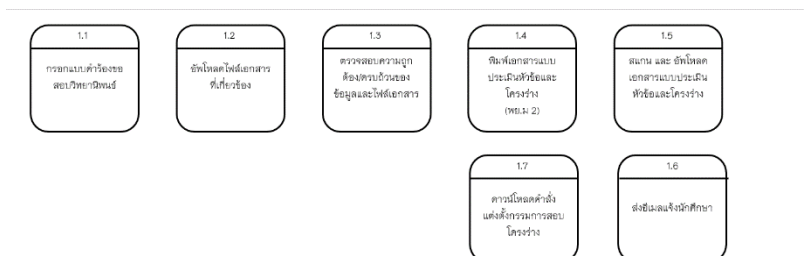 1.1
กรอกแบบคำร้องขอ
สอบวิทยานิพนธ์
1.2
อัพโหลดไฟล์เอกสาร
ที่เกี่ยวข้อง
1.3
ตรวจสอบความถูก
ต้อง/ครบถ้วนของ
ข้อมูลและไฟล์เอกสาร
1.4
พิมพ์เอกสารแบบ
ประเมินหัวข้อและ
โครงร่าง
(พย.ม 2)
1.5
สแกน และ อัพโหลด
เอกสารแบบประเมิน
หัวข้อและโครงร่าง
1.7
ดาวน์โหลดคำสั่ง
แต่งตั้งกรรมการสอบ
โครงร่าง
1.6
ส่งอีเมลแจ้งนักศึกษา